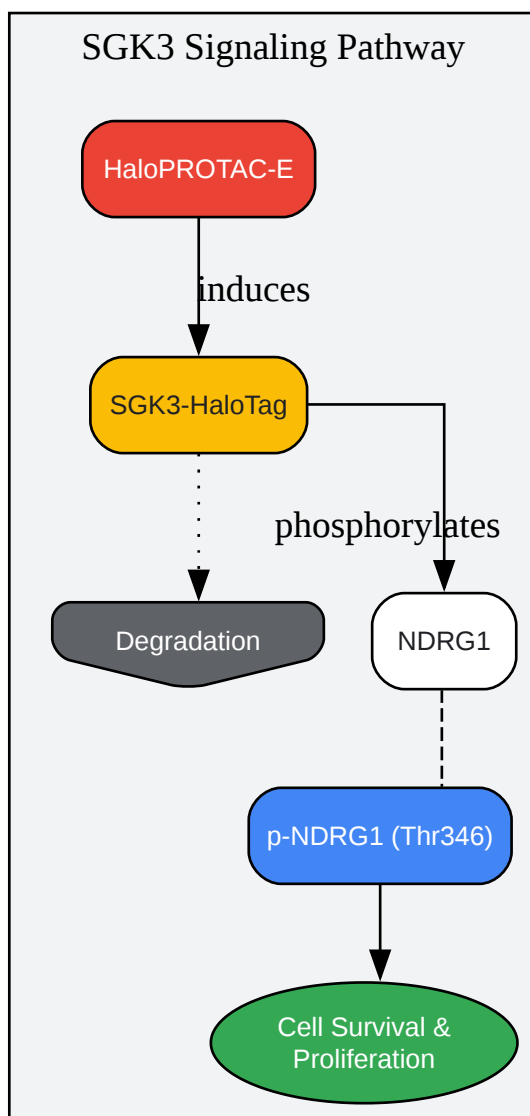 SGK3 Signaling Pathway
HaloPROTAC-E
induces
SGK3-HaloTag
phosphorylates
Degradation
NDRG1
p-NDRG1 (Thr346)
Cell Survival &
Proliferation